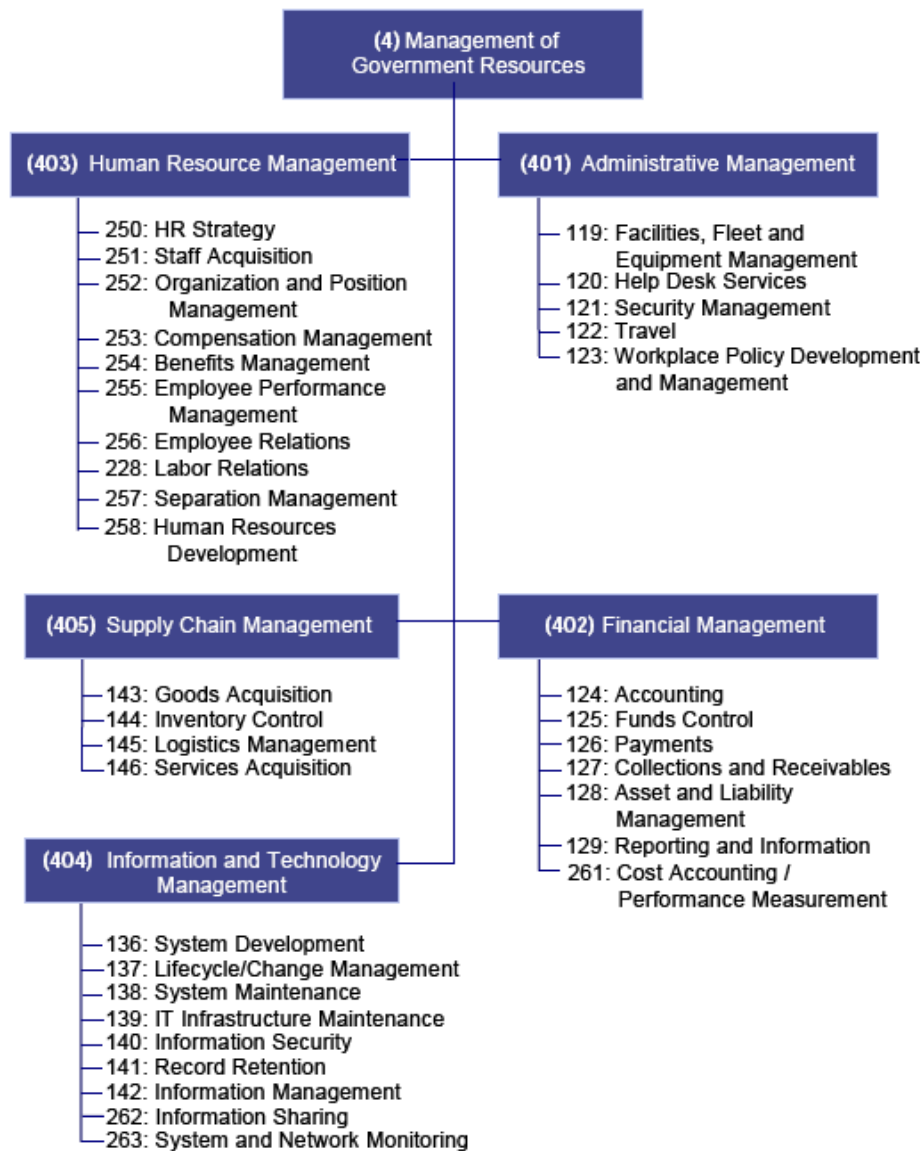 (4) Management of
Government Resources
(403) Human Resource Management
250: HR Strategy
251: Staff Acquisition
252: Organization and Position
Management
253: Compensation Management
254: Benefits Management
255: Employee Performance
Management
256: Employee Relations
228: Labor Relations
257: Separation Management
258: Human Resources
Development
(401) Administrative Management
119: Facilities, Fleet and
Equipment Management
120: Help Desk Services
121: Security Management
122: Travel
123: Workplace Policy Development
and Management
(405) Supply Chain Management
143: Goods Acquisition
144: Inventory Control
145: Logistics Management
146: Services Acquisition
(402) Financial Management
124: Accounting
125: Funds Control
126: Payments
127: Collections and Receivables
128: Asset and Liability
Management
129: Reporting and Information
261: Cost Accounting /
Performance Measurement
(404) Information and Technology
Management
136: System Development
137: Lifecycle/Change Management
138: System Maintenance
139: IT Infrastructure Maintenance
140: Information Security
141: Record Retention
142: Information Management
262: Information Sharing
263: System and Network Monitoring